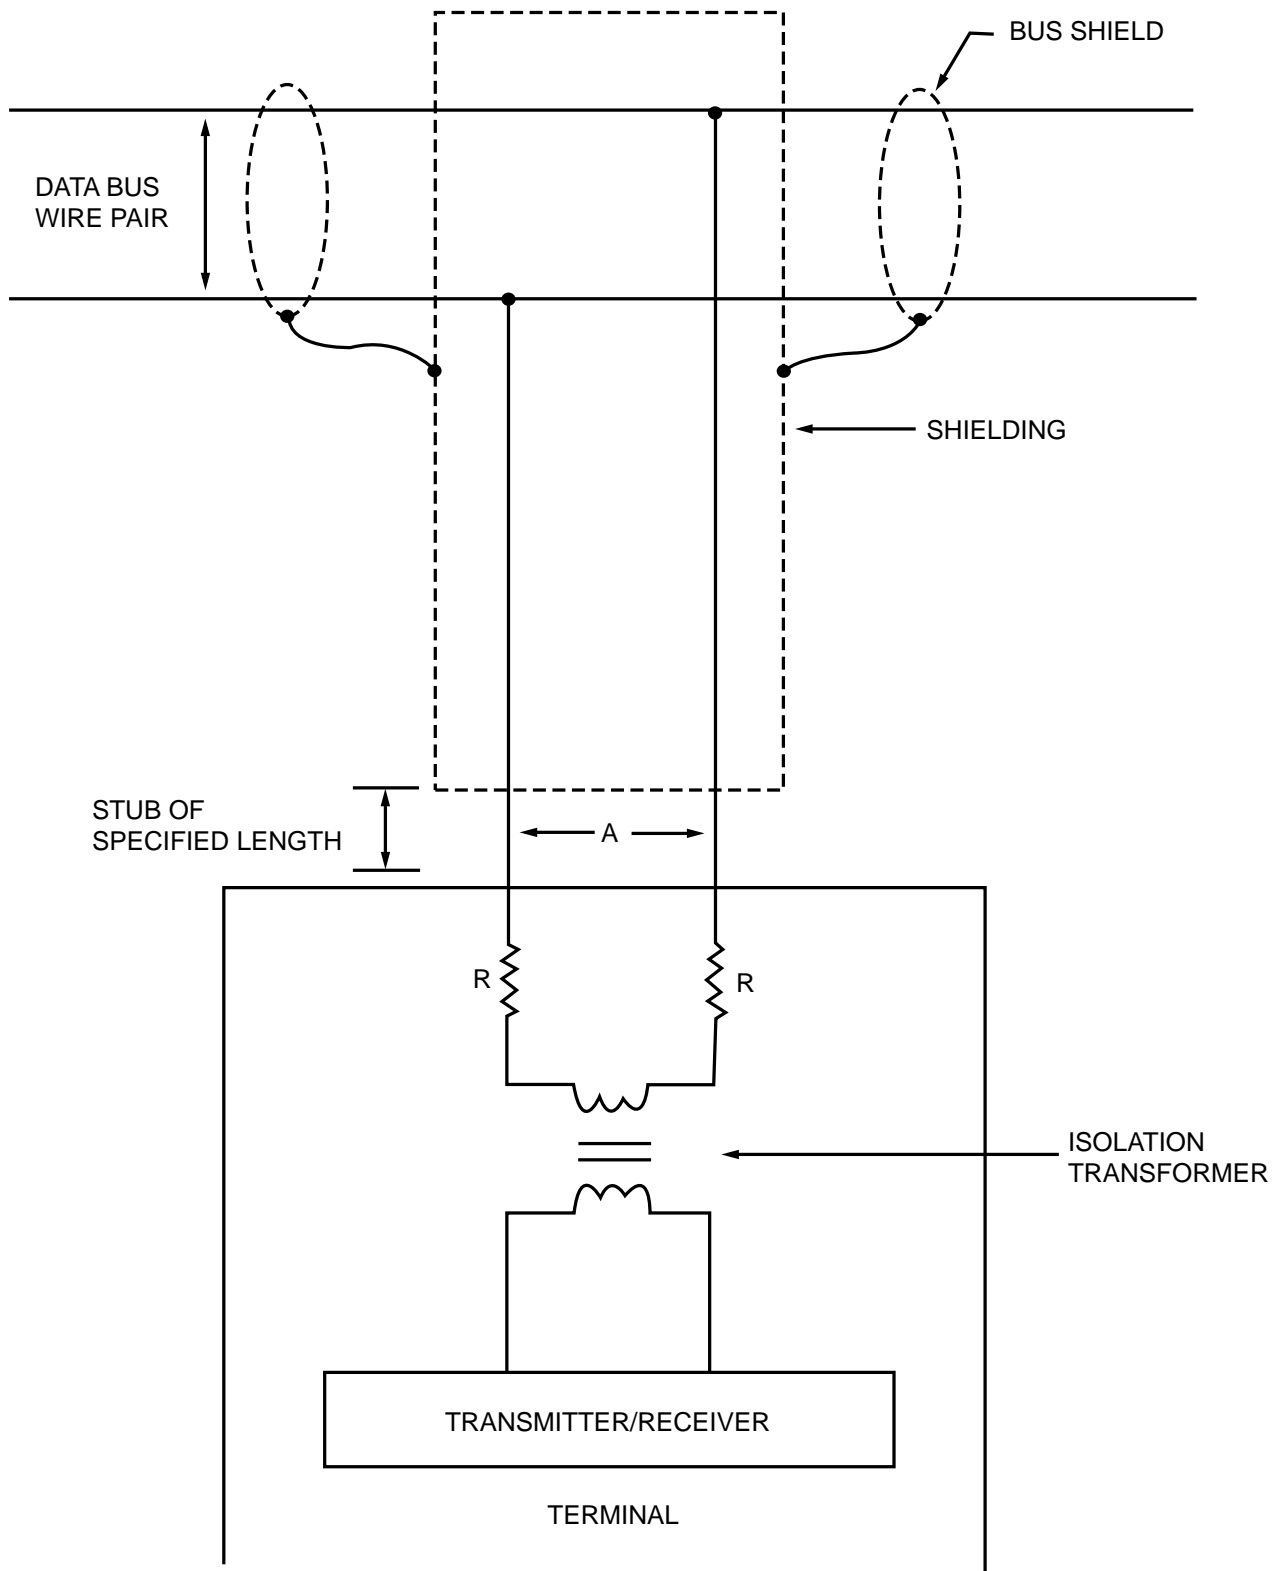 BUS SHIELD
DATA BUS
WIRE PAIR
SHIELDING
STUB OF
SPECIFIED LENGTH
A
R
R
ISOLATION
TRANSFORMER
TRANSMITTER/RECEIVER
TERMINAL